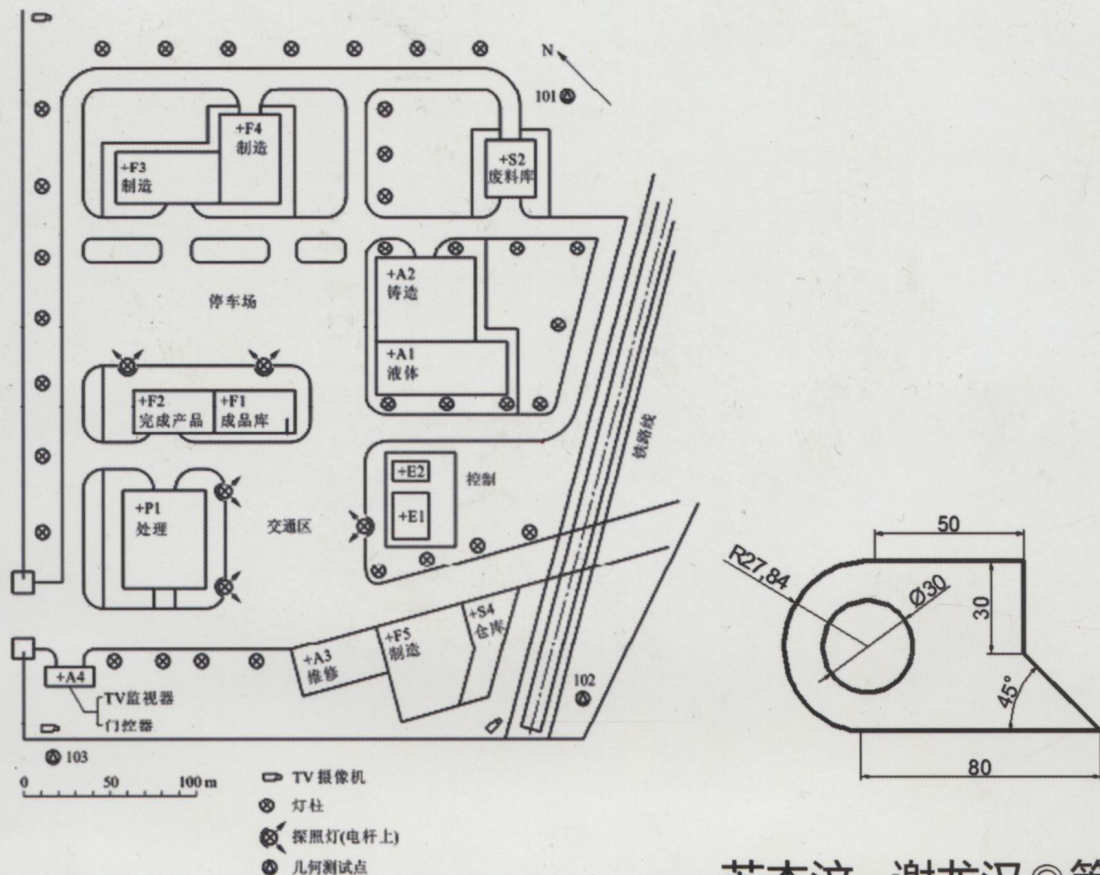 N
101
+F4
制造
+F3
制造
+S2
废料库
+A2
铸造
停车场
+A1
液体
+F2
完成产品
+F1
成品库
铁路线
+E2
控制
+E1
+P1
处理
交通区
+S4
仓库
+F5
制造
+A3
维修
+A4
TV监视器
门控器
102
103
0 50 100 m
TV 摄像机
灯柱
探照灯(电杆上)
几何测试点
50
R27,84
Ø30
30
45°
80